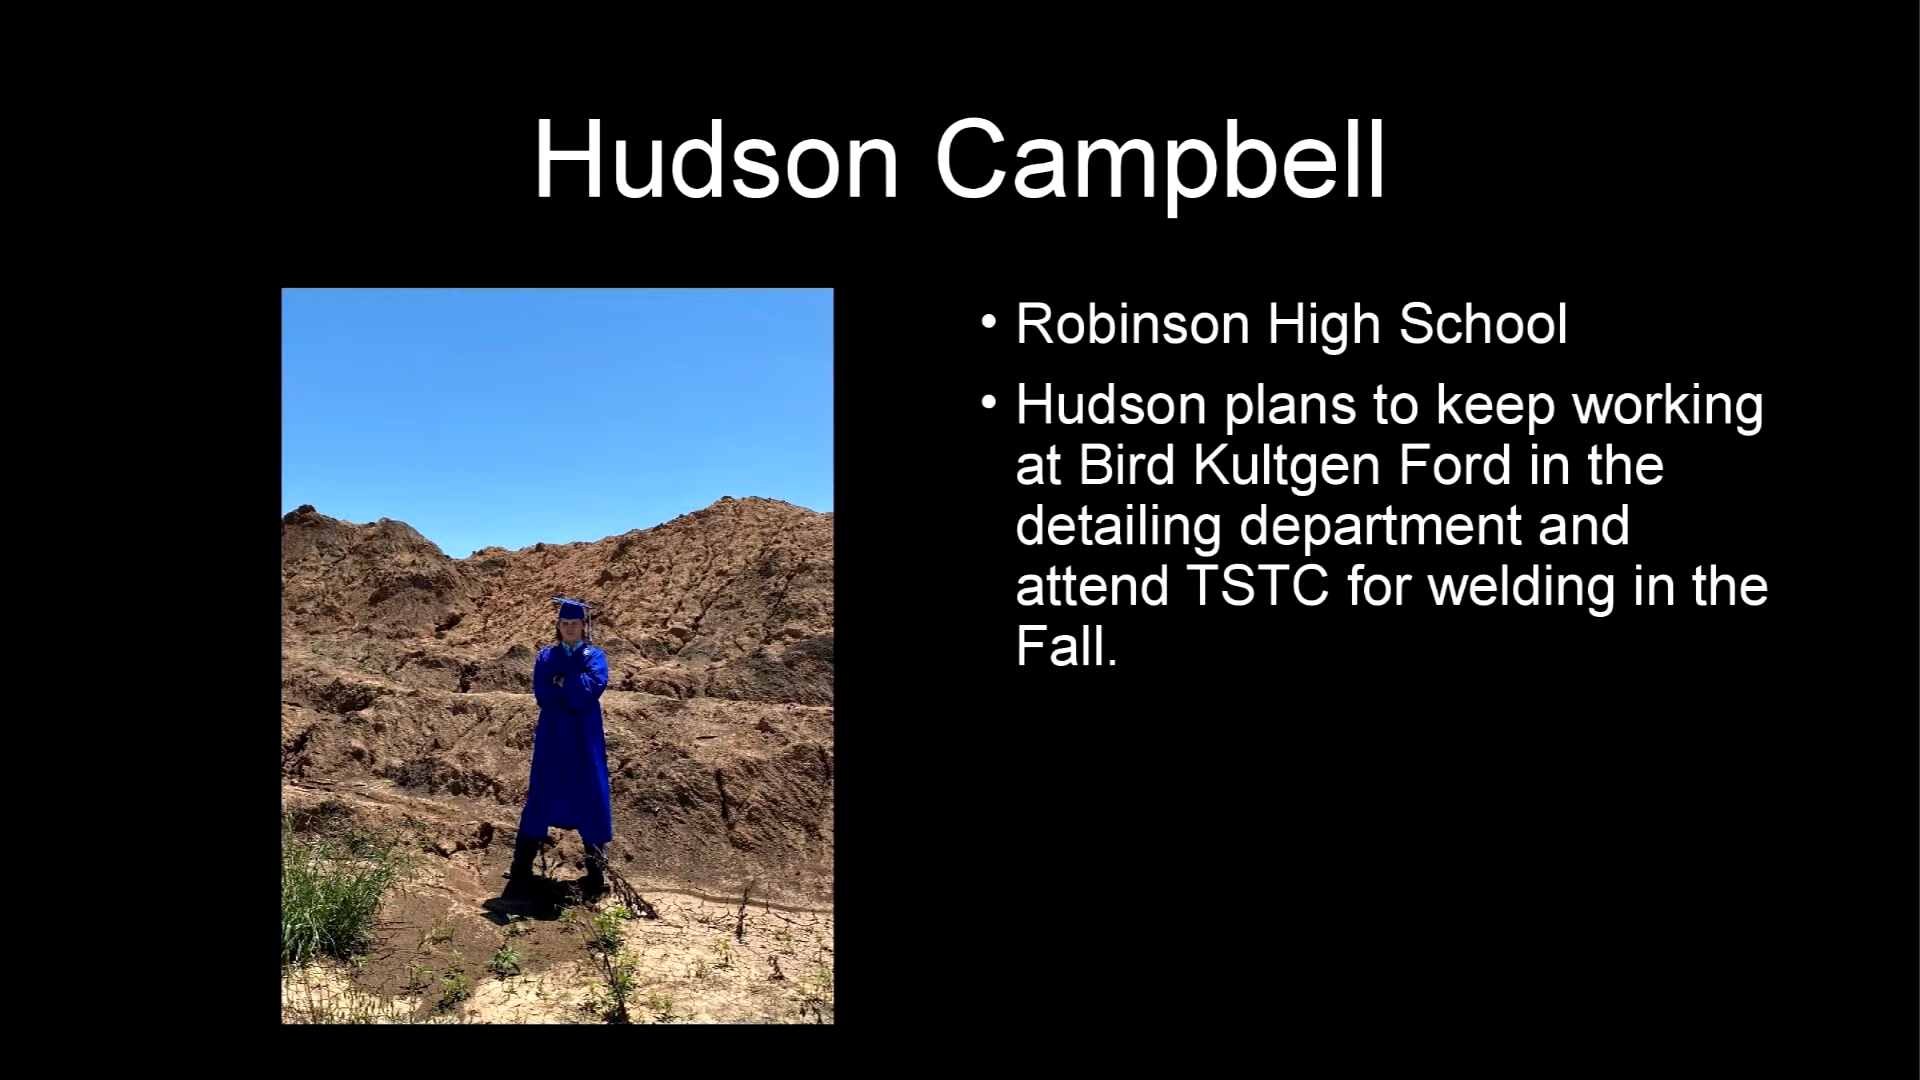 Hudson Campbell
• Robinson High School
• Hudson plans to keep working
at Bird Kultgen Ford in the
detailing department and
attend TSTC for welding in the
Fall.